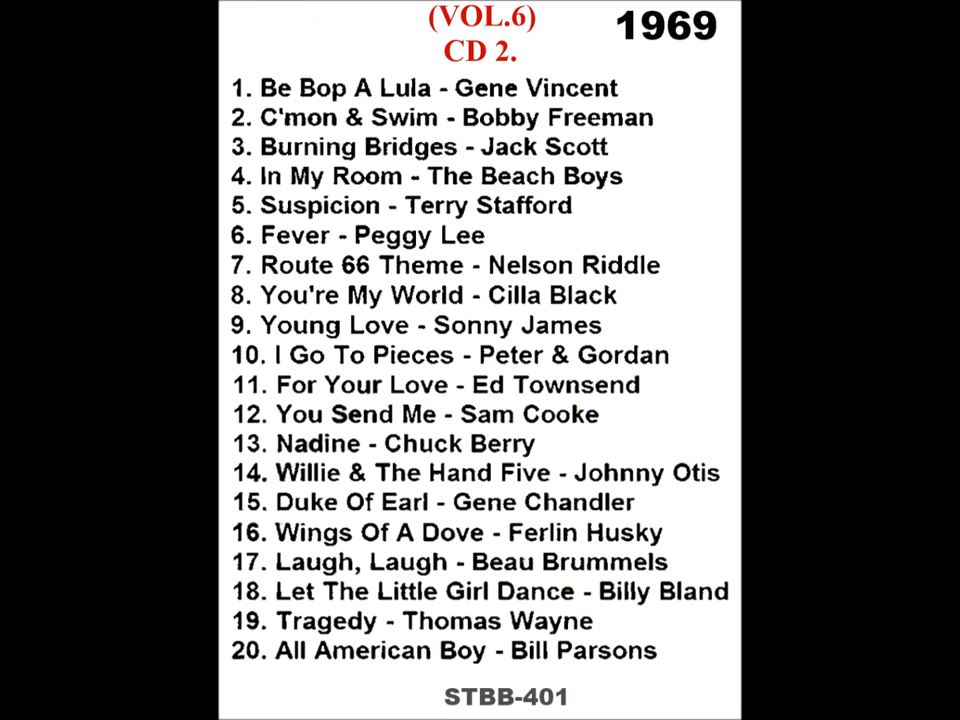 (VOL.6)
1969
CD 2.
1. Be Bop A Lula - Gene Vincent
2. C'mon & Swim - Bobby Freeman
3. Burning Bridges - Jack Scott
4. In My Room - The Beach Boys
5. Suspicion - Terry Stafford
6. Fever - Peggy Lee
7. Route 66 Theme - Nelson Riddle
8. You're My World - Cilla Black
9. Young Love - Sonny James
10. I Go To Pieces - Peter & Gordan
11. For Your Love - Ed Townsend
12. You Send Me - Sam Cooke
13. Nadine - Chuck Berry
14. Willie & The Hand Five - Johnny Otis
15. Duke Of Earl - Gene Chandler
16. Wings Of A Dove - Ferlin Husky
17. Laugh, Laugh - Beau Brummels
18. Let The Little Girl Dance - Billy Bland
19. Tragedy - Thomas Wayne
20. All American Boy - Bill Parsons
STBB-401